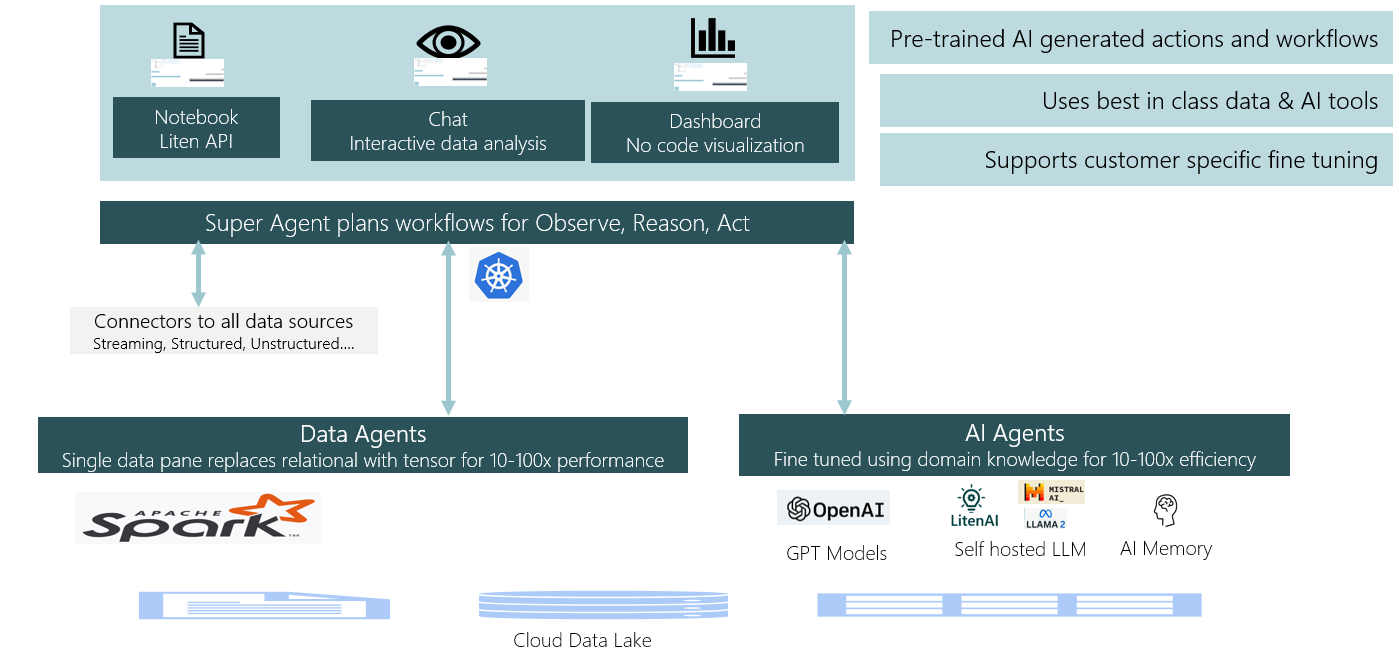 Notebook
Liten API
Chat
Interactive data analysis
Dashboard
No code visualization
Pre-trained AI generated actions and workflows
Uses best in class data & AI tools
Supports customer specific fine tuning
Super Agent plans workflows for Observe, Reason, Act
Connectors to all data sources
Streaming, Structured, Unstructured....
Data Agents
Single data pane replaces relational with tensor for 10-100x performance
AI Agents
Fine tuned using domain knowledge for 10-100x efficiency
APACHE
Spark™
OpenAI
GPT Models
LitenAI
MISTRAL
AI_
LLAMA 2
Self hosted LLM
AI Memory
Cloud Data Lake